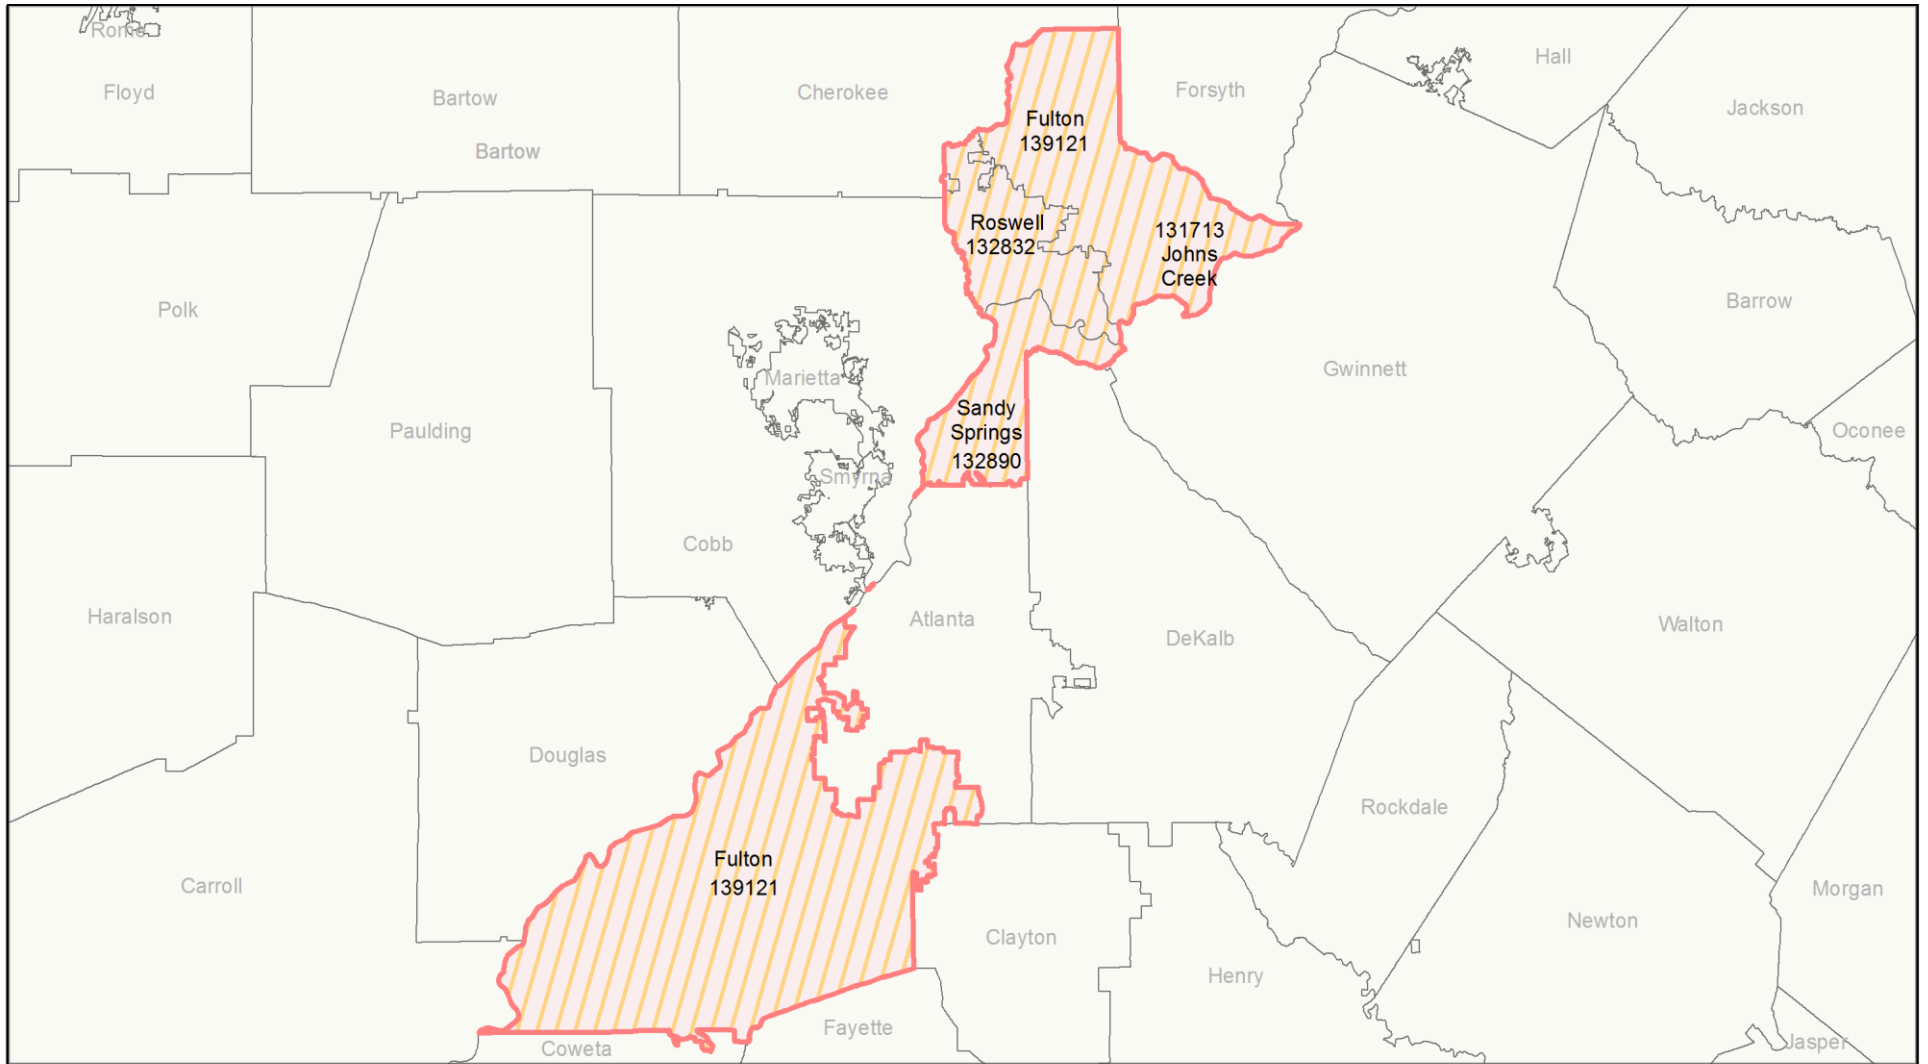 Rome
Hall
Floyd
Bartow
Cherokee
Forsyth
Jackson
Fulton
139121
Bartow
Roswell
132832
131713
Johns
Creek
Polk
Barrow
Marietta
Gwinnett
Paulding
Sandy
Springs
132890
Oconee
Smyrna
Cobb
Haralson
Atlanta
DeKalb
Walton
Douglas
Rockdale
Fulton
139121
Carroll
Morgan
Newton
Clayton
Henry
Fayette
Coweta
Jasper